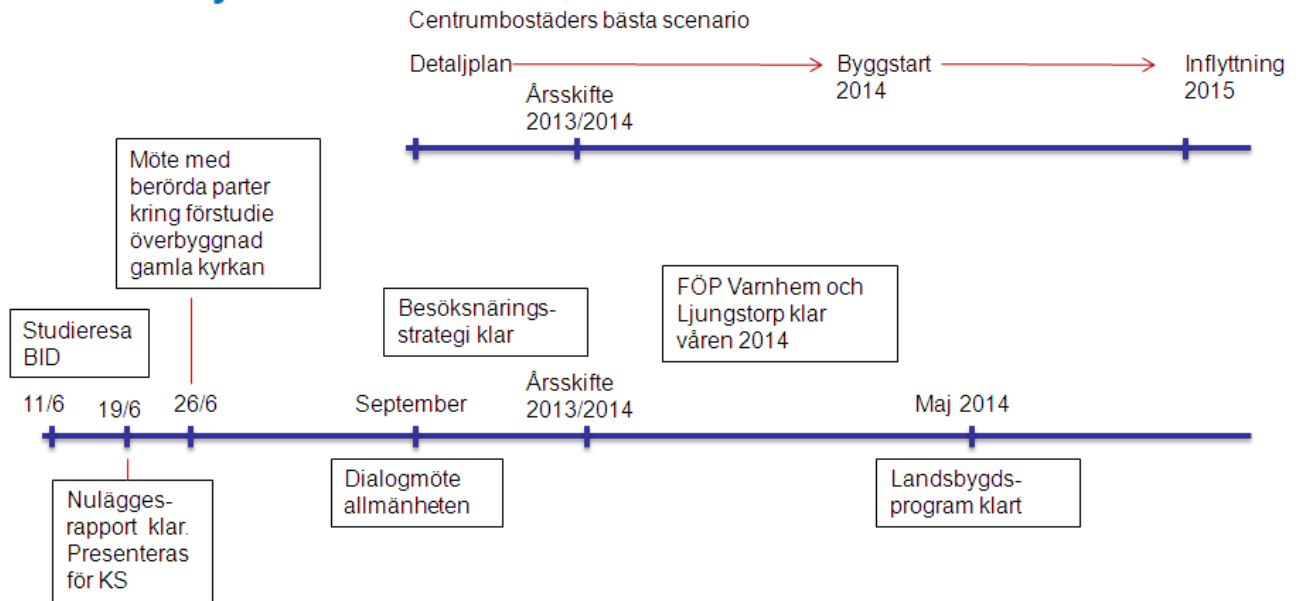 Centrumbostäders bästa scenario
Detaljplan
Byggstart
2014
Inflyttning
2015
Årsskifte
2013/2014
Möte med
berörda parter
kring förstudie
överbyggnad
gamla kyrkan
Studieresa
BID
Besöksnärings-
strategi klar
FÖP Varnhem och
Ljungstorp klar
våren 2014
11/6
19/6
26/6
September
Årsskifte
2013/2014
Maj 2014
Nulägges-
rapport klar.
Presenteras
för KS
Dialogmöte
allmänheten
Landsbygds-
program klart